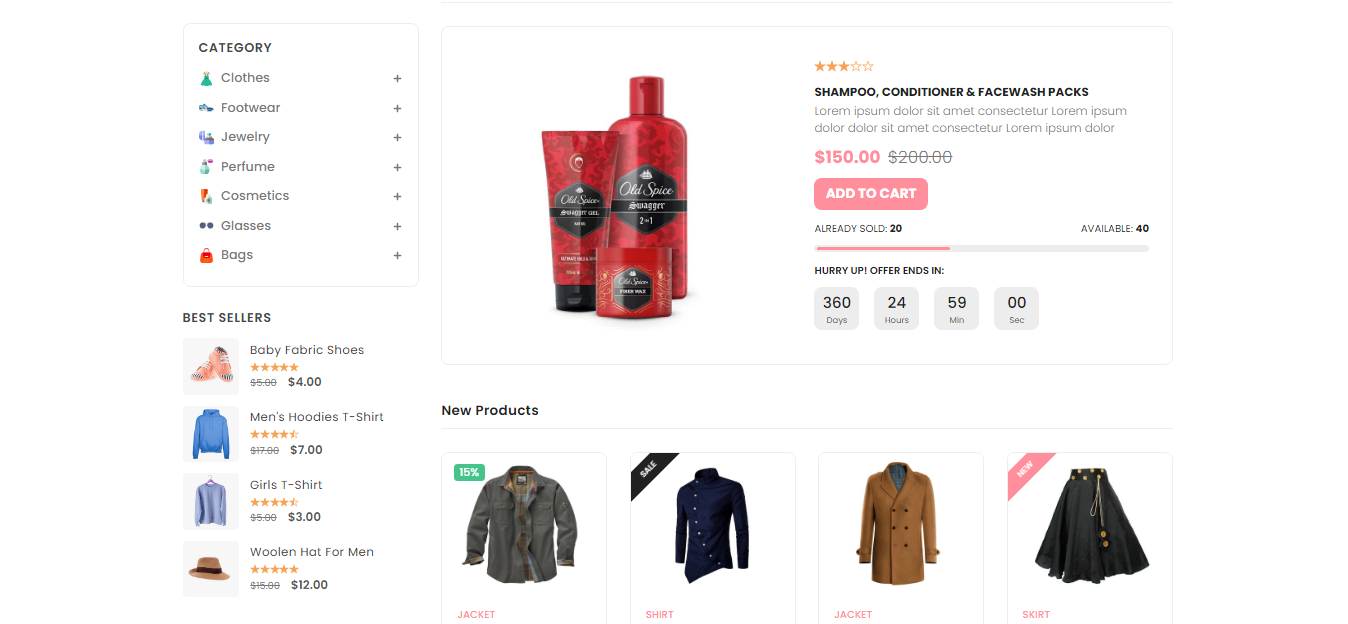 CATEGORY
Clothes +
Footwear +
Jewelry +
Perfume +
Cosmetics +
Glasses +
Bags +
BEST SELLERS
Baby Fabric Shoes
$5.00 $4.00
Men's Hoodies T-Shirt
$17.00 $7.00
Girls T-Shirt
$5.00 $3.00
Woolen Hat For Men
$15.00 $12.00
Old Spice
Swagger GEL
Old Spice
Swagger
2 in 1
Old Spice
FIBER WAX
SHAMPOO, CONDITIONER & FACEWASH PACKS
Lorem ipsum dolor sit amet consectetur Lorem ipsum
dolor dolor sit amet consectetur Lorem ipsum dolor
$150.00 $200.00
ADD TO CART
ALREADY SOLD: 20 AVAILABLE: 40
HURRY UP! OFFER ENDS IN:
360 24 59 00
Days Hours Min Sec
New Products
15%
SALE
NEW
JACKET
SHIRT
JACKET
SKIRT